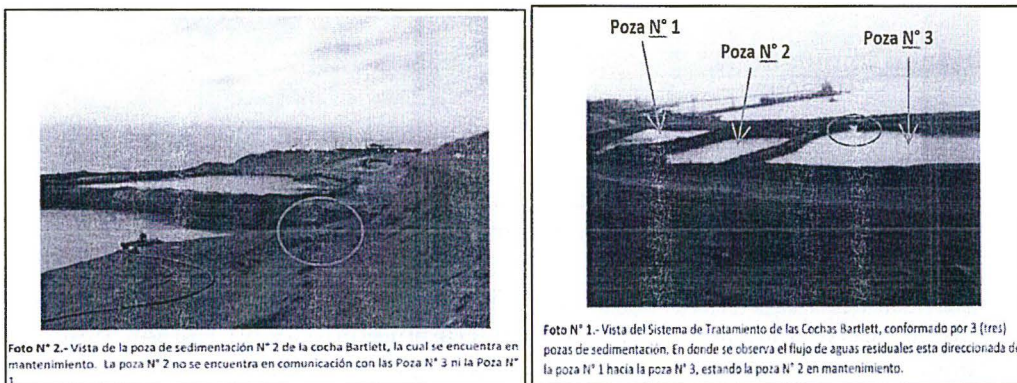 Foto N° 2.- Vista de la poza de sedimentación N° 2 de la cocha Bartlett, la cual se encuentra en
mantenimiento. La poza N° 2 no se encuentra en comunicación con las Poza N° 3 ni la Poza N°
1
Poza N° 1
Poza N° 2
Poza N° 3
Foto N° 1.- Vista del Sistema de Tratamiento de las Cochas Bartlett, conformado por 3 (tres)
pozas de sedimentación. En donde se observa el flujo de aguas residuales esta direccionada de
la poza N° 1 hacia la poza N° 3, estando la poza N° 2 en mantenimiento.